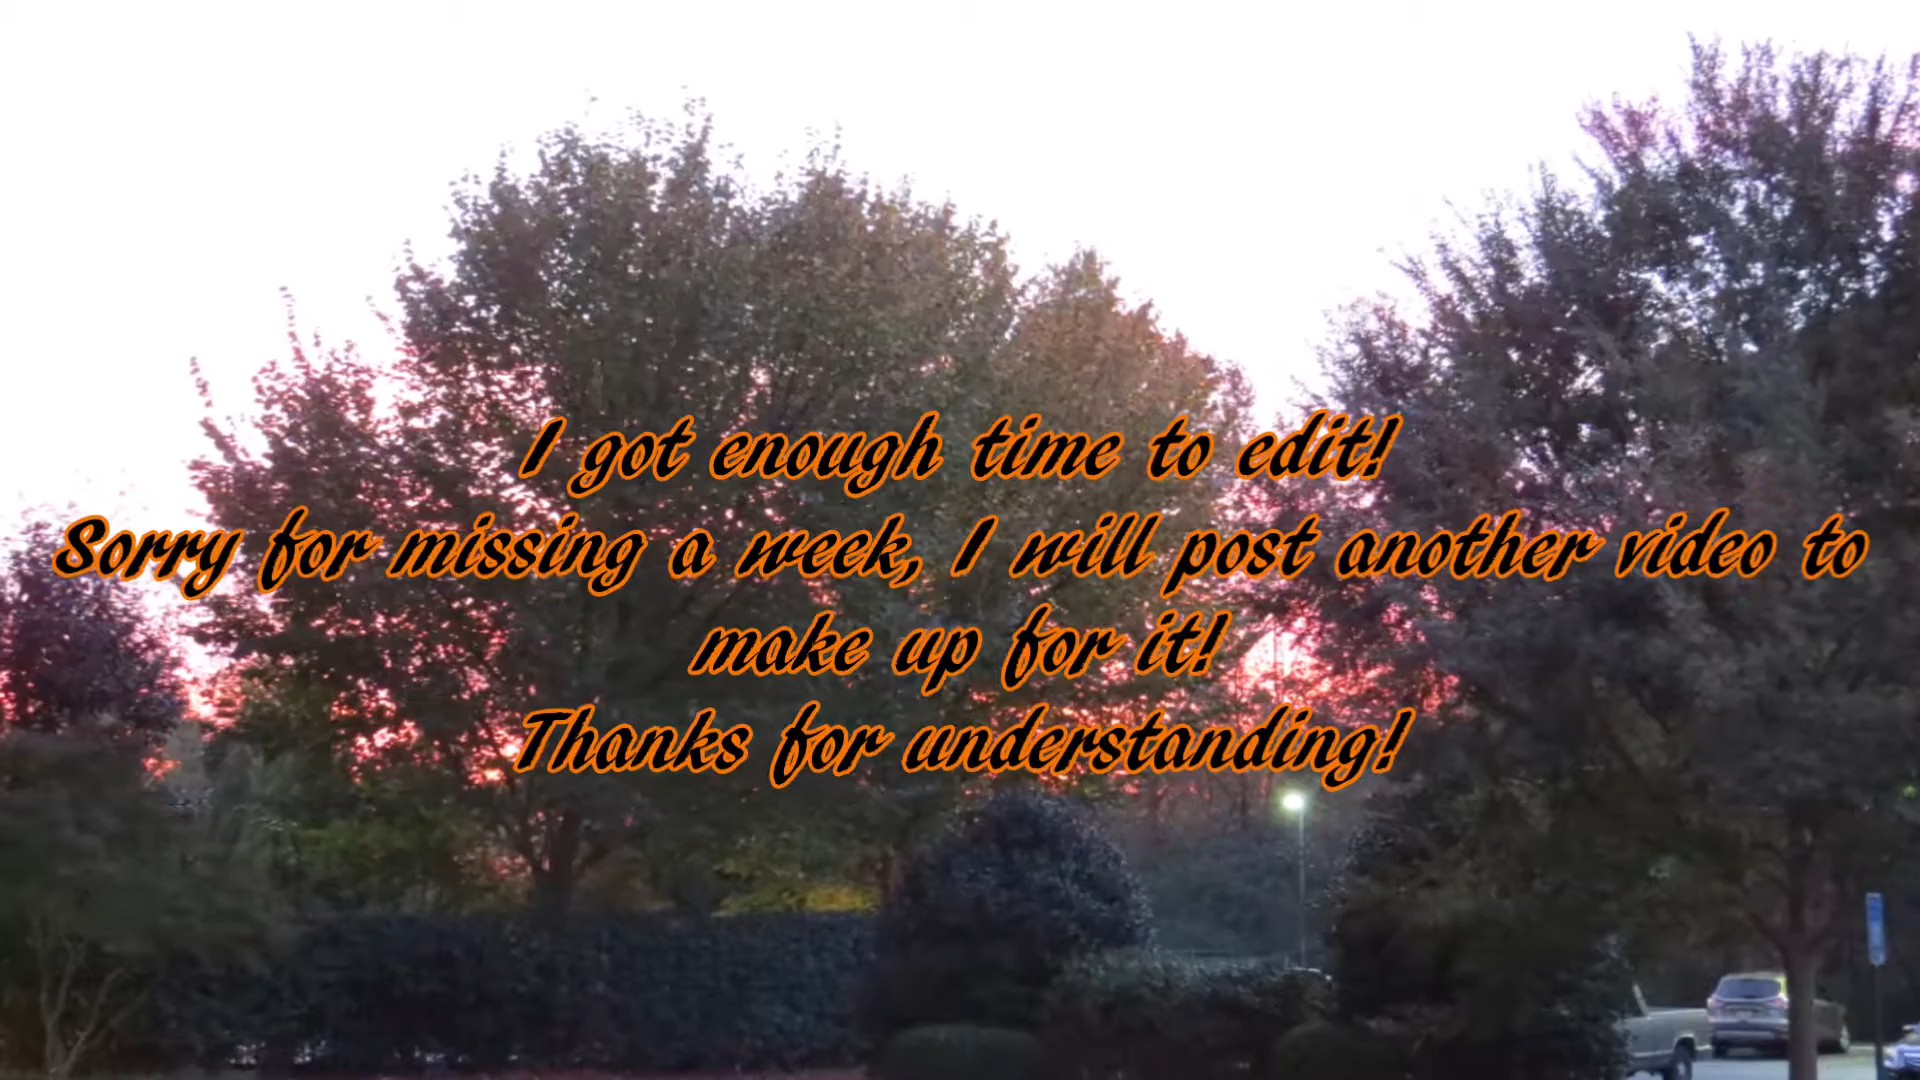 I got enough time to edit!
Sorry for missing a week, I will post another video to
make up for it!
Thanks for understanding!